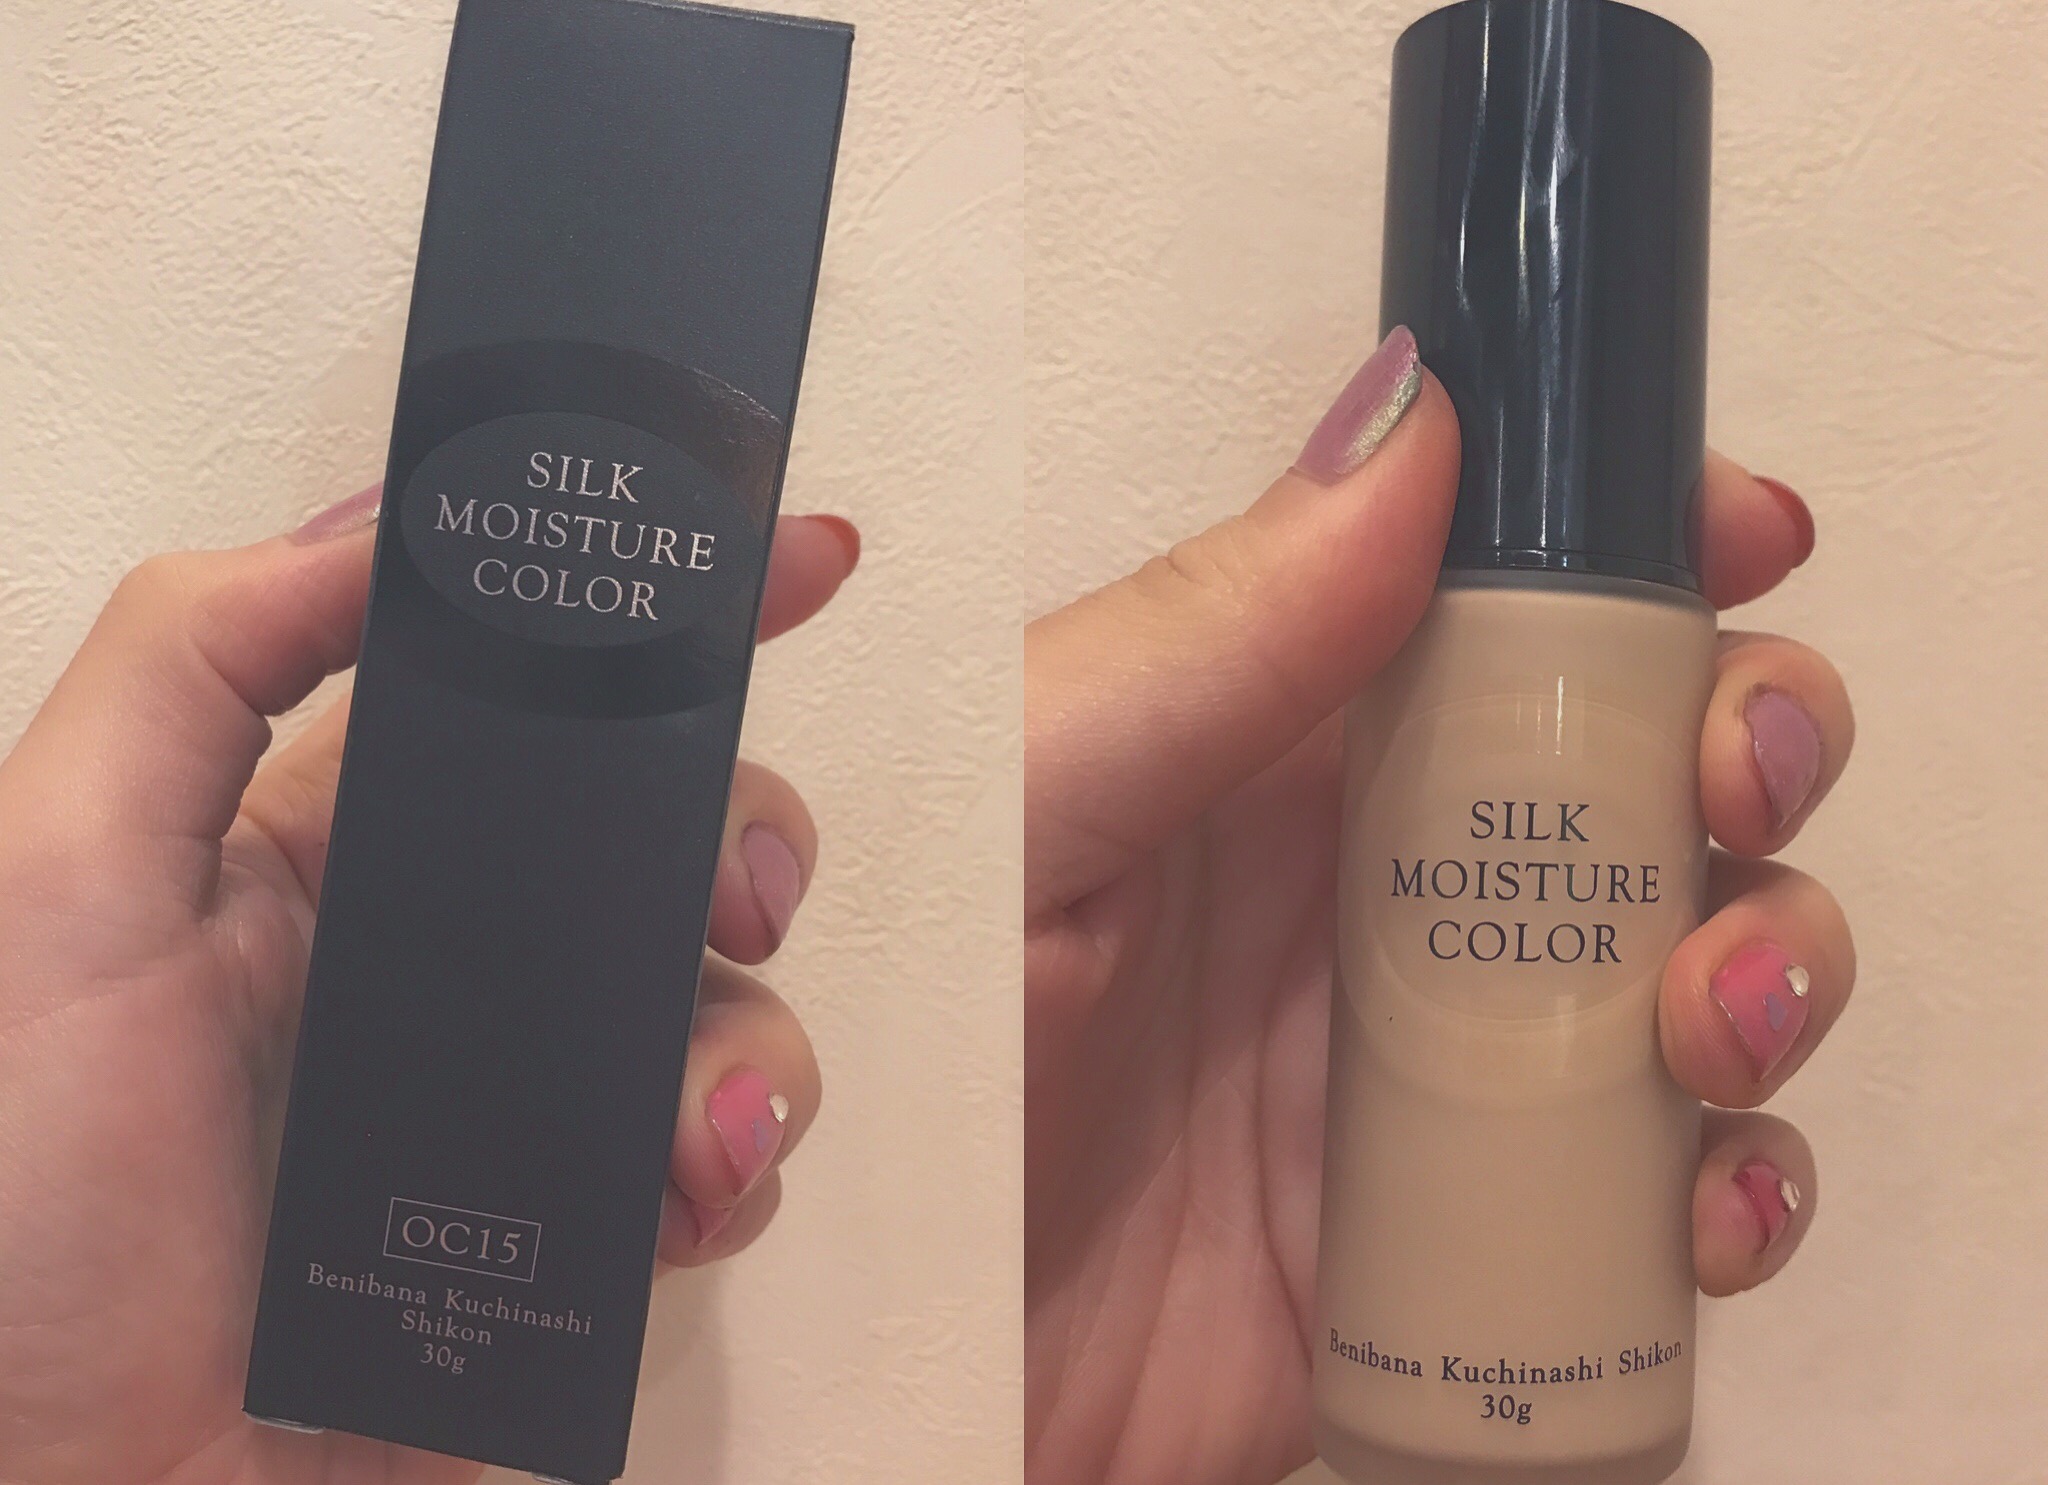 SILK
MOISTURE
COLOR
OC15
Benibana Kuchinashi
Shikon
30g
SILK
MOISTURE
COLOR
Benibana Kuchinashi Shikon
30g